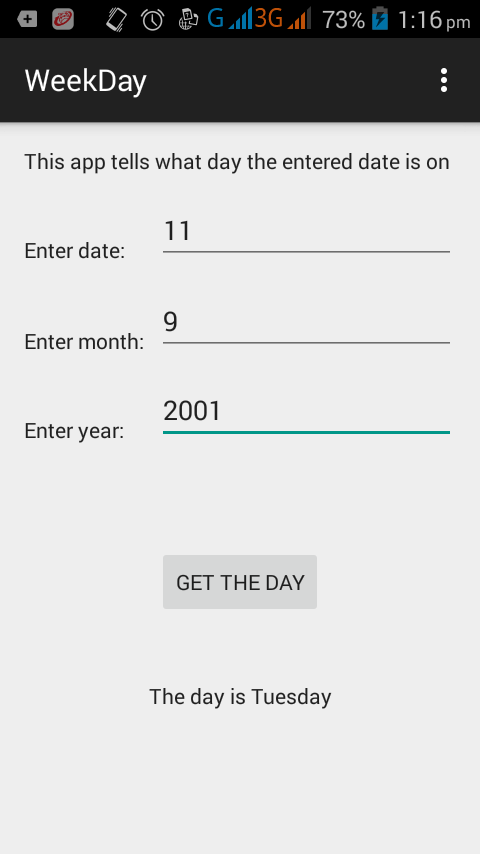 G 3G 73% 1:16 pm
WeekDay
This app tells what day the entered date is on
Enter date: 11
Enter month: 9
Enter year: 2001
GET THE DAY
The day is Tuesday